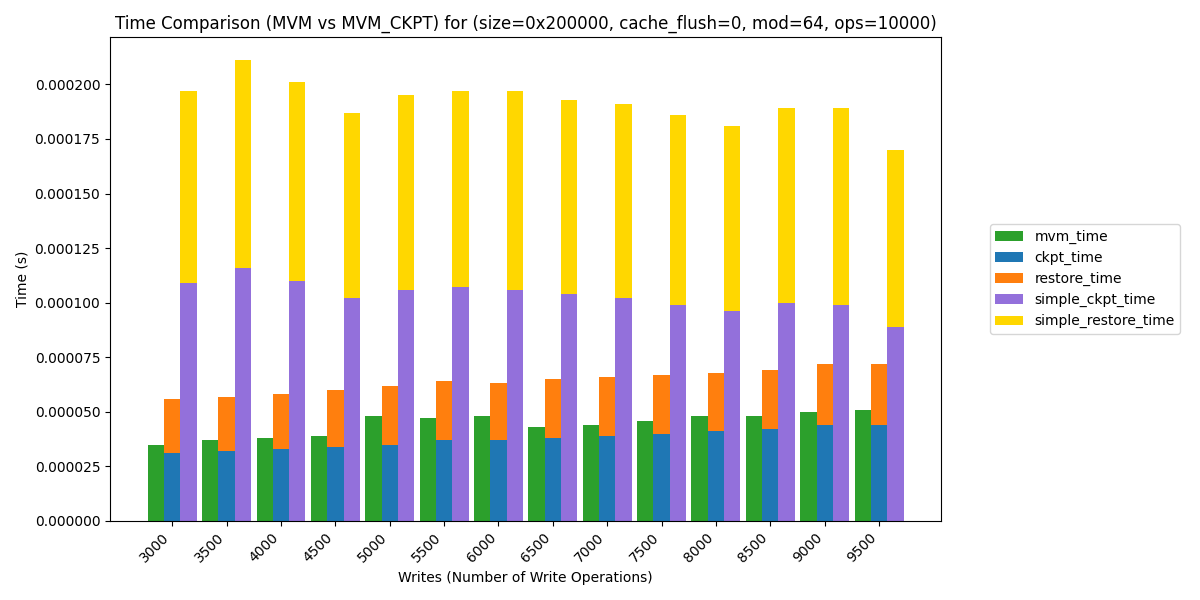 Time Comparison (MVM vs MVM_CKPT) for (size=0x200000, cache_flush=0, mod=64, ops=10000)
Time (s)
0.000200
0.000175
0.000150
0.000125
0.000100
0.000075
0.000050
0.000025
0.000000
3000
3500
4000
4500
5000
5500
6000
6500
7000
7500
8000
8500
9000
9500
Writes (Number of Write Operations)
mvm_time
ckpt_time
restore_time
simple_ckpt_time
simple_restore_time